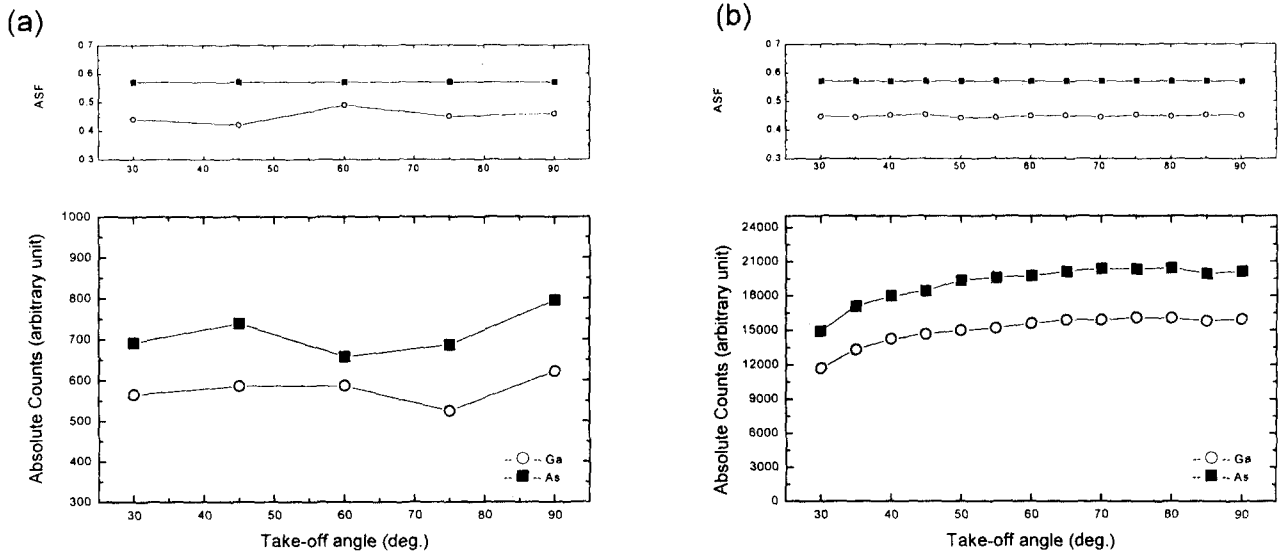 (a)
0.7
0.6
0.5
0.4
0.3
ASF
30 40 50 60 70 80 90
1000
900
800
700
600
500
400
300
Absolute Counts (arbitrary unit)
Ga
As
30 40 50 60 70 80 90
Take-off angle (deg.)
(b)
0.7
0.6
0.5
0.4
0.3
ASF
30 40 50 60 70 80 90
24000
21000
18000
15000
12000
9000
6000
3000
0
Absolute Counts (arbitrary unit)
Ga
As
30 40 50 60 70 80 90
Take-off angle (deg.)